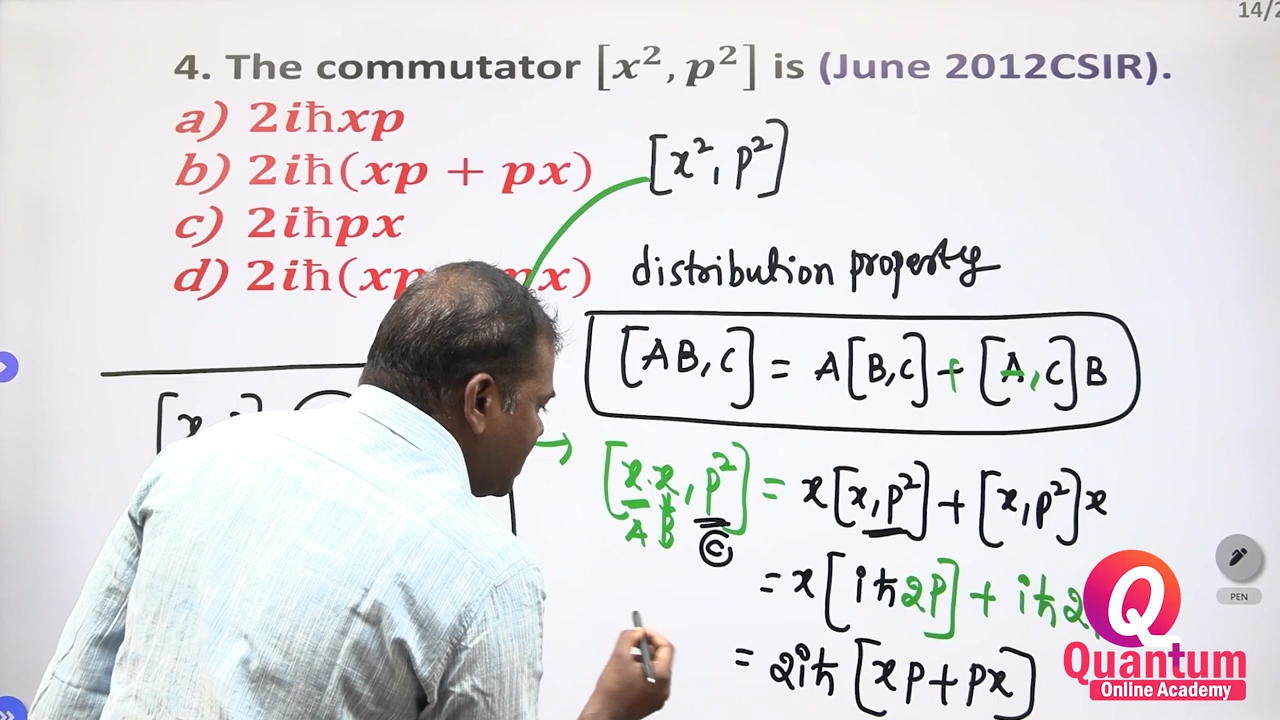 14/2
4. The commutator [x², p²] is (June 2012CSIR).
a) 2iħxp
b) 2iħ(xp + px)
c) 2iħpx
d) 2iħ(xp x)
[x², p²]
distribution property
[AB, C] = A[B,C] + [A,C]B
[x.x, p²] = x[x,p²] + [x,p²]x
A B C
= x[iħ2p] + iħ2
= 2iħ[xp+px]
PEN
Q
Quantum
Online Academy